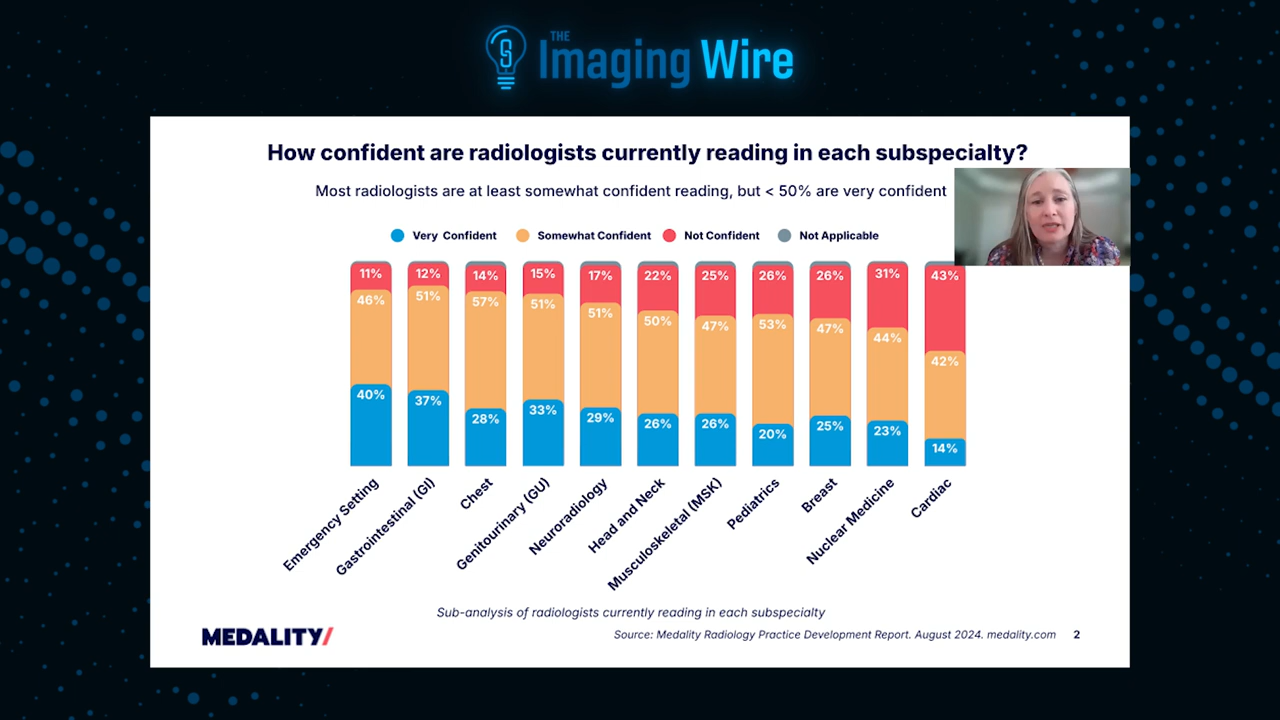 THE
Imaging Wire
How confident are radiologists currently reading in each subspecialty?
Most radiologists are at least somewhat confident reading, but < 50% are very confident
Very Confident Somewhat Confident Not Confident Not Applicable
11% 12% 14% 15% 17% 22% 25% 26% 26% 31% 43%
46% 51% 57% 51% 51% 50% 47% 53% 47% 44% 42%
40% 37% 28% 33% 29% 26% 26% 20% 25% 23% 14%
Emergency Setting
Gastrointestinal (GI)
Chest
Genitourinary (GU)
Neuroradiology
Head and Neck
Musculoskeletal (MSK)
Pediatrics
Breast
Nuclear Medicine
Cardiac
Sub-analysis of radiologists currently reading in each subspecialty
MEDALITY/
Source: Medality Radiology Practice Development Report. August 2024. medality.com 2